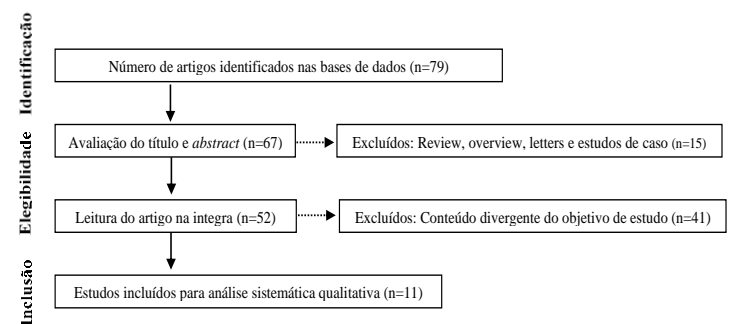 Identificação
Número de artigos identificados nas bases de dados (n=79)
Elegibilidade
Avaliação do título e abstract (n=67)
Excluídos: Review, overview, letters e estudos de caso (n=15)
Leitura do artigo na integra (n=52)
Excluídos: Conteúdo divergente do objetivo de estudo (n=41)
Inclusão
Estudos incluídos para análise sistemática qualitativa (n=11)